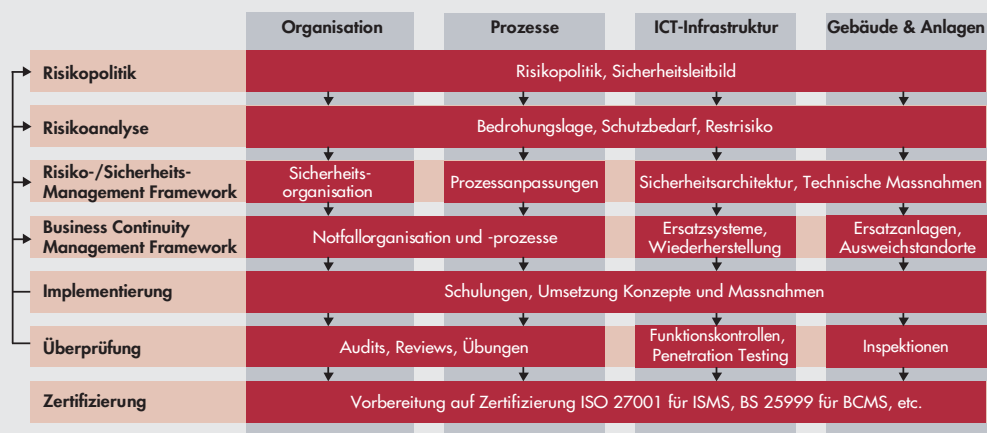 Organisation
Prozesse
ICT-Infrastruktur
Gebäude & Anlagen
Risikopolitik
Risikopolitik, Sicherheitsleitbild
Risikoanalyse
Bedrohungslage, Schutzbedarf, Restrisiko
Risiko-/Sicherheits-
Management Framework
Sicherheits-
organisation
Prozessanpassungen
Sicherheitsarchitektur, Technische Massnahmen
Business Continuity
Management Framework
Notfallorganisation und -prozesse
Ersatzsysteme,
Wiederherstellung
Ersatzanlagen,
Ausweichstandorte
Implementierung
Schulungen, Umsetzung Konzepte und Massnahmen
Überprüfung
Audits, Reviews, Übungen
Funktionskontrollen,
Penetration Testing
Inspektionen
Zertifizierung
Vorbereitung auf Zertifizierung ISO 27001 für ISMS, BS 25999 für BCMS, etc.